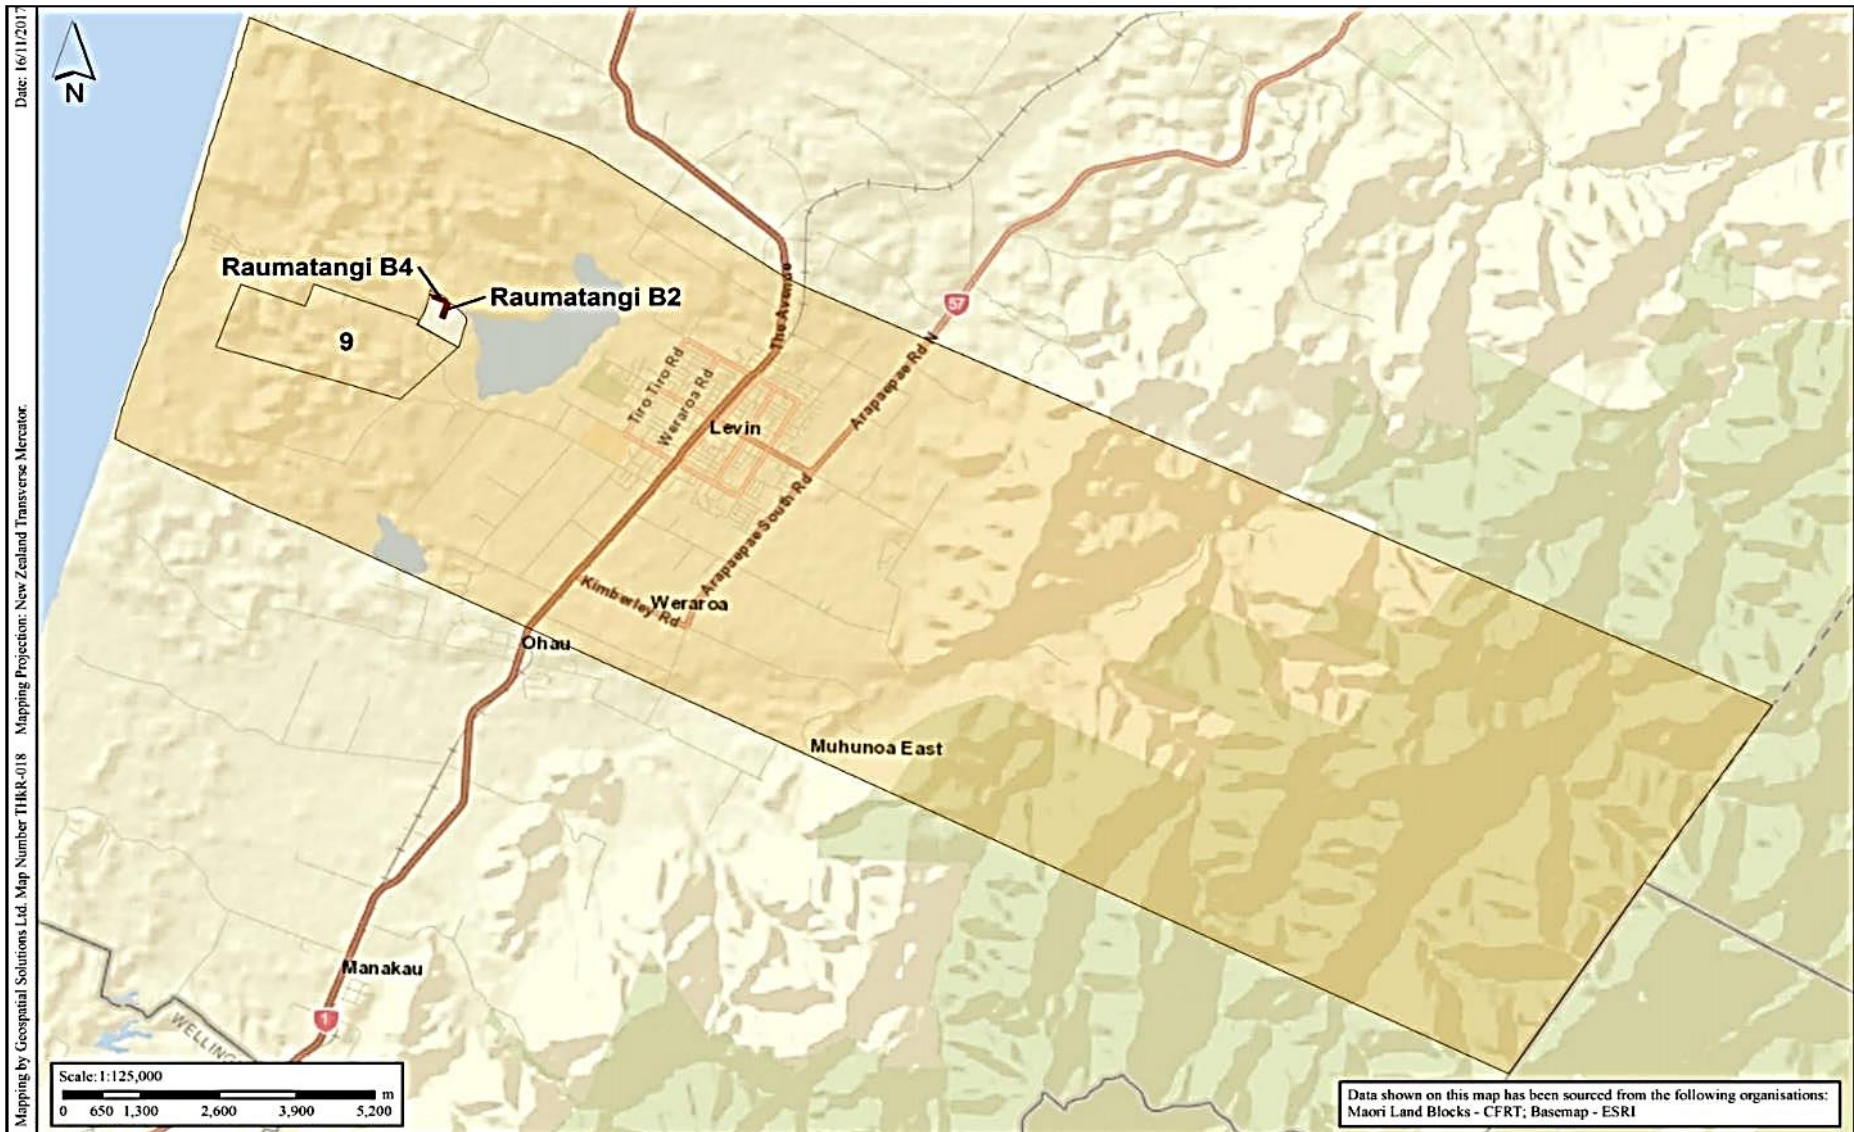 Date: 16/11/2017
Mapping Projection: New Zealand Transverse Mercator.
Mapping by Geospatial Solutions Ltd. Map Number THkR-018
N
57
Raumatangi B4
Raumatangi B2
9
The Avenue
Arapaepae Rd N
Tiro Tiro Rd
Weraroa Rd
Levin
Arapaepae South Rd
Kimberley Rd
Weraroa
Ohau
Muhunoa East
Manakau
1
Scale:1:125,000
0 650 1,300 2,600 3,900 5,200 m
Data shown on this map has been sourced from the following organisations:
Maori Land Blocks - CFRT; Basemap - ESRI